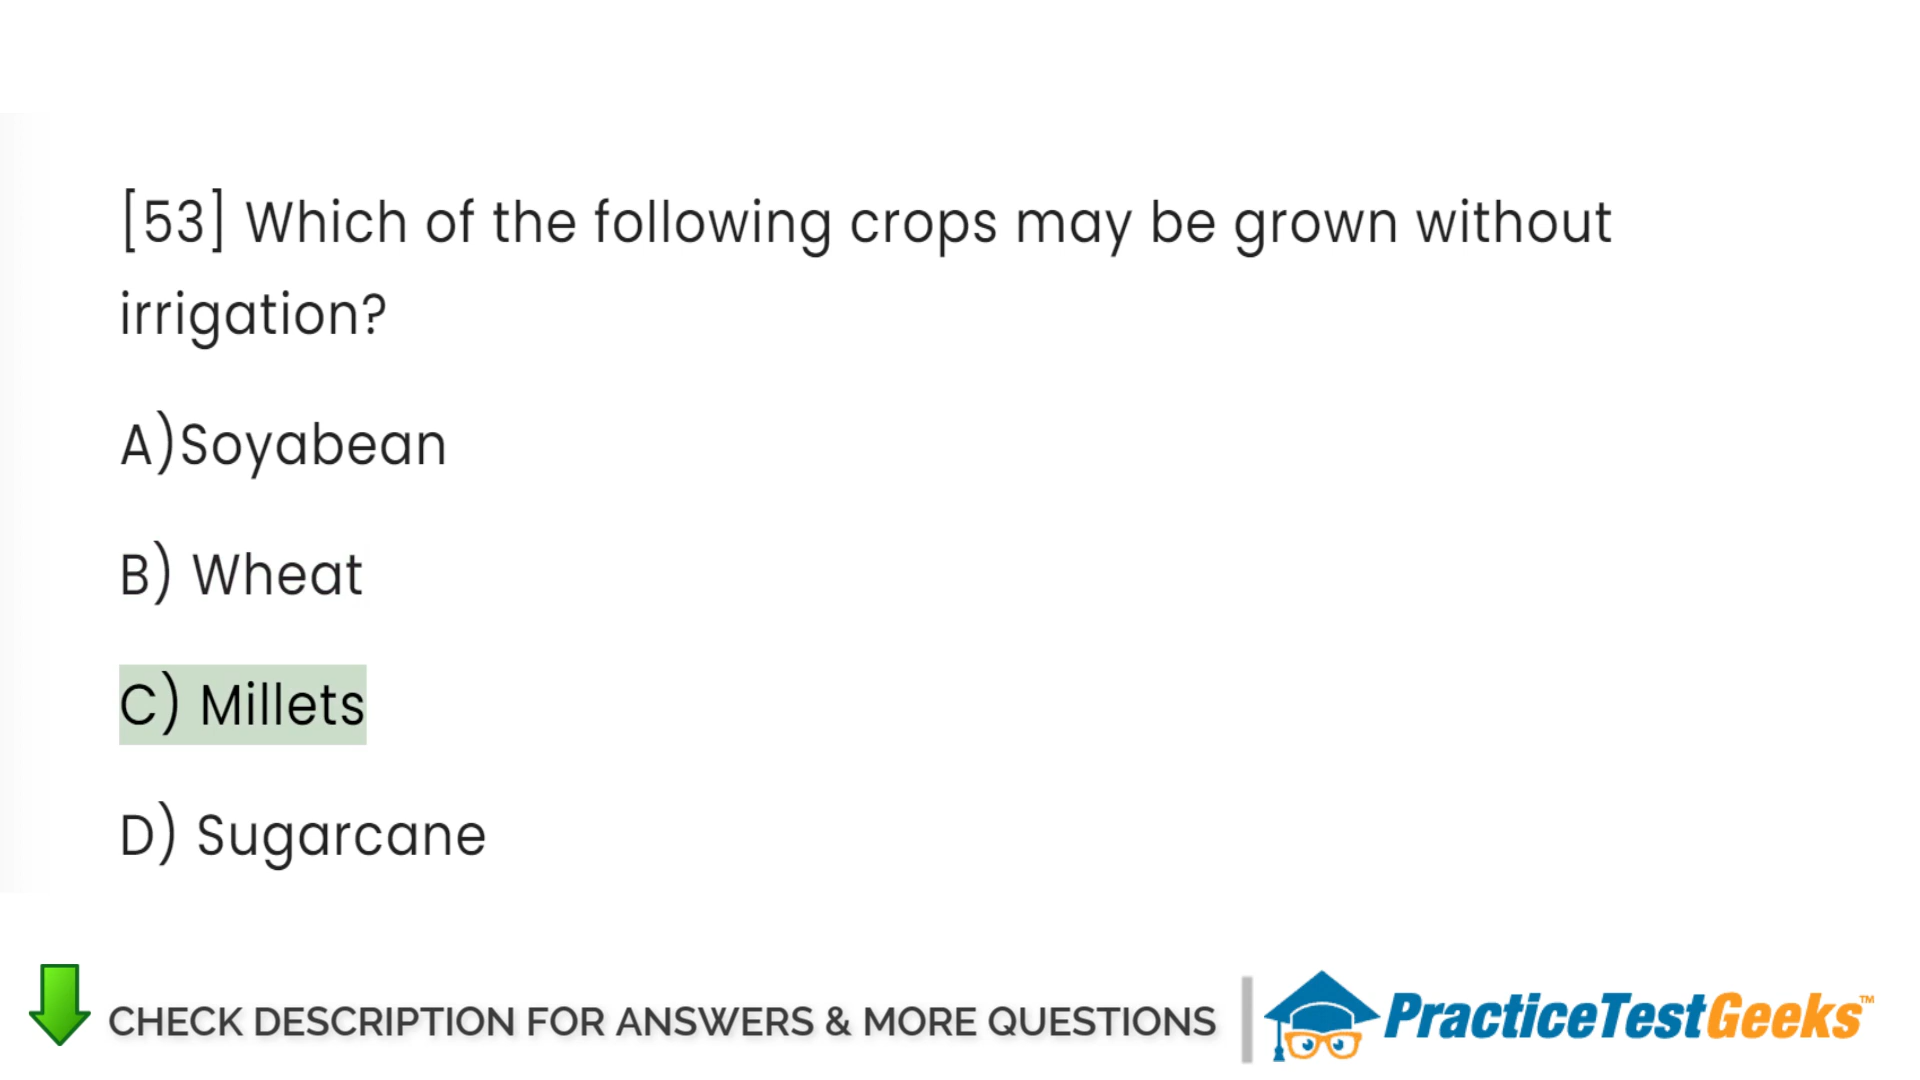 [53] Which of the following crops may be grown without
irrigation?
A)Soyabean
B) Wheat
C) Millets
D) Sugarcane
CHECK DESCRIPTION FOR ANSWERS & MORE QUESTIONS
PracticeTestGeeks™